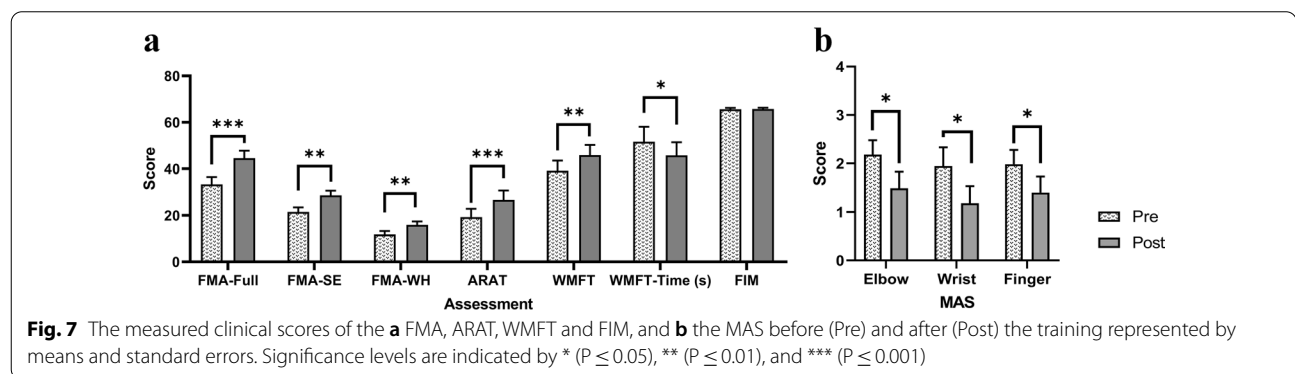 a
b
80
60
40
20
0
Score
***
**
**
***
**
*
FMA-Full FMA-SE FMA-WH ARAT WMFT WMFT-Time (s) FIM
Assessment
4
3
2
1
0
Score
*
*
*
Elbow Wrist Finger
MAS
Pre
Post
Fig. 7 The measured clinical scores of the a FMA, ARAT, WMFT and FIM, and b the MAS before (Pre) and after (Post) the training represented by
means and standard errors. Significance levels are indicated by * (P ≤ 0.05), ** (P ≤ 0.01), and *** (P ≤ 0.001)